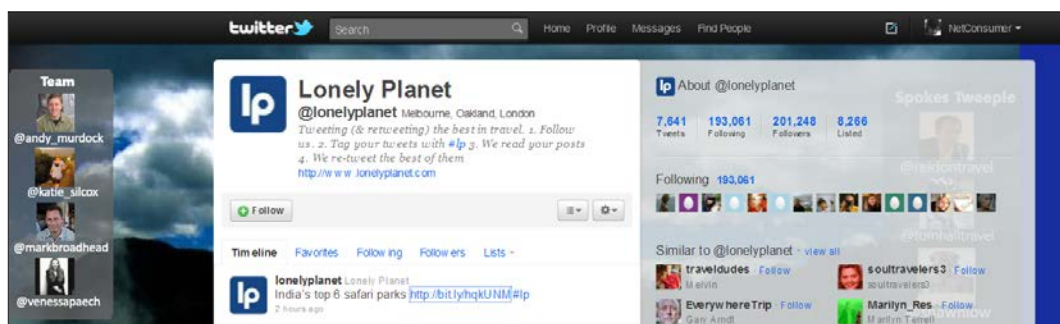 twitter
Search
Home Profile Messages Find People
NetConsumer
Team
@andy_murdock
@katie_silcox
@markbroadhead
@venessapaech
lp
Lonely Planet
@lonelyplanet Melbourne, Oakland, London
Tweeting (& retweeting) the best in travel. 1. Follow
us. 2. Tag your tweets with #lp 3. We read your posts
4. We re-tweet the best of them
http://www.lonelyplanet.com
Follow
Timeline Favorites Following Followers Lists
lp
lonelyplanet Lonely Planet
India's top 6 safari parks http://bit.ly/hqkUNM #lp
2 hours ago
lp About @lonelyplanet
7,641 193,061 201,248 8,266
Tweets Following Followers Listed
Following 193,061
Similar to @lonelyplanet · view all
traveldudes · Follow
Melvin
soultravelers3 · Follow
soultravelers3
EverywhereTrip · Follow
Gary Arndt
Marilyn_Res · Follow
Marilyn Terrell
Spokes Tweeple
@tomhalltravel
@shawnlow